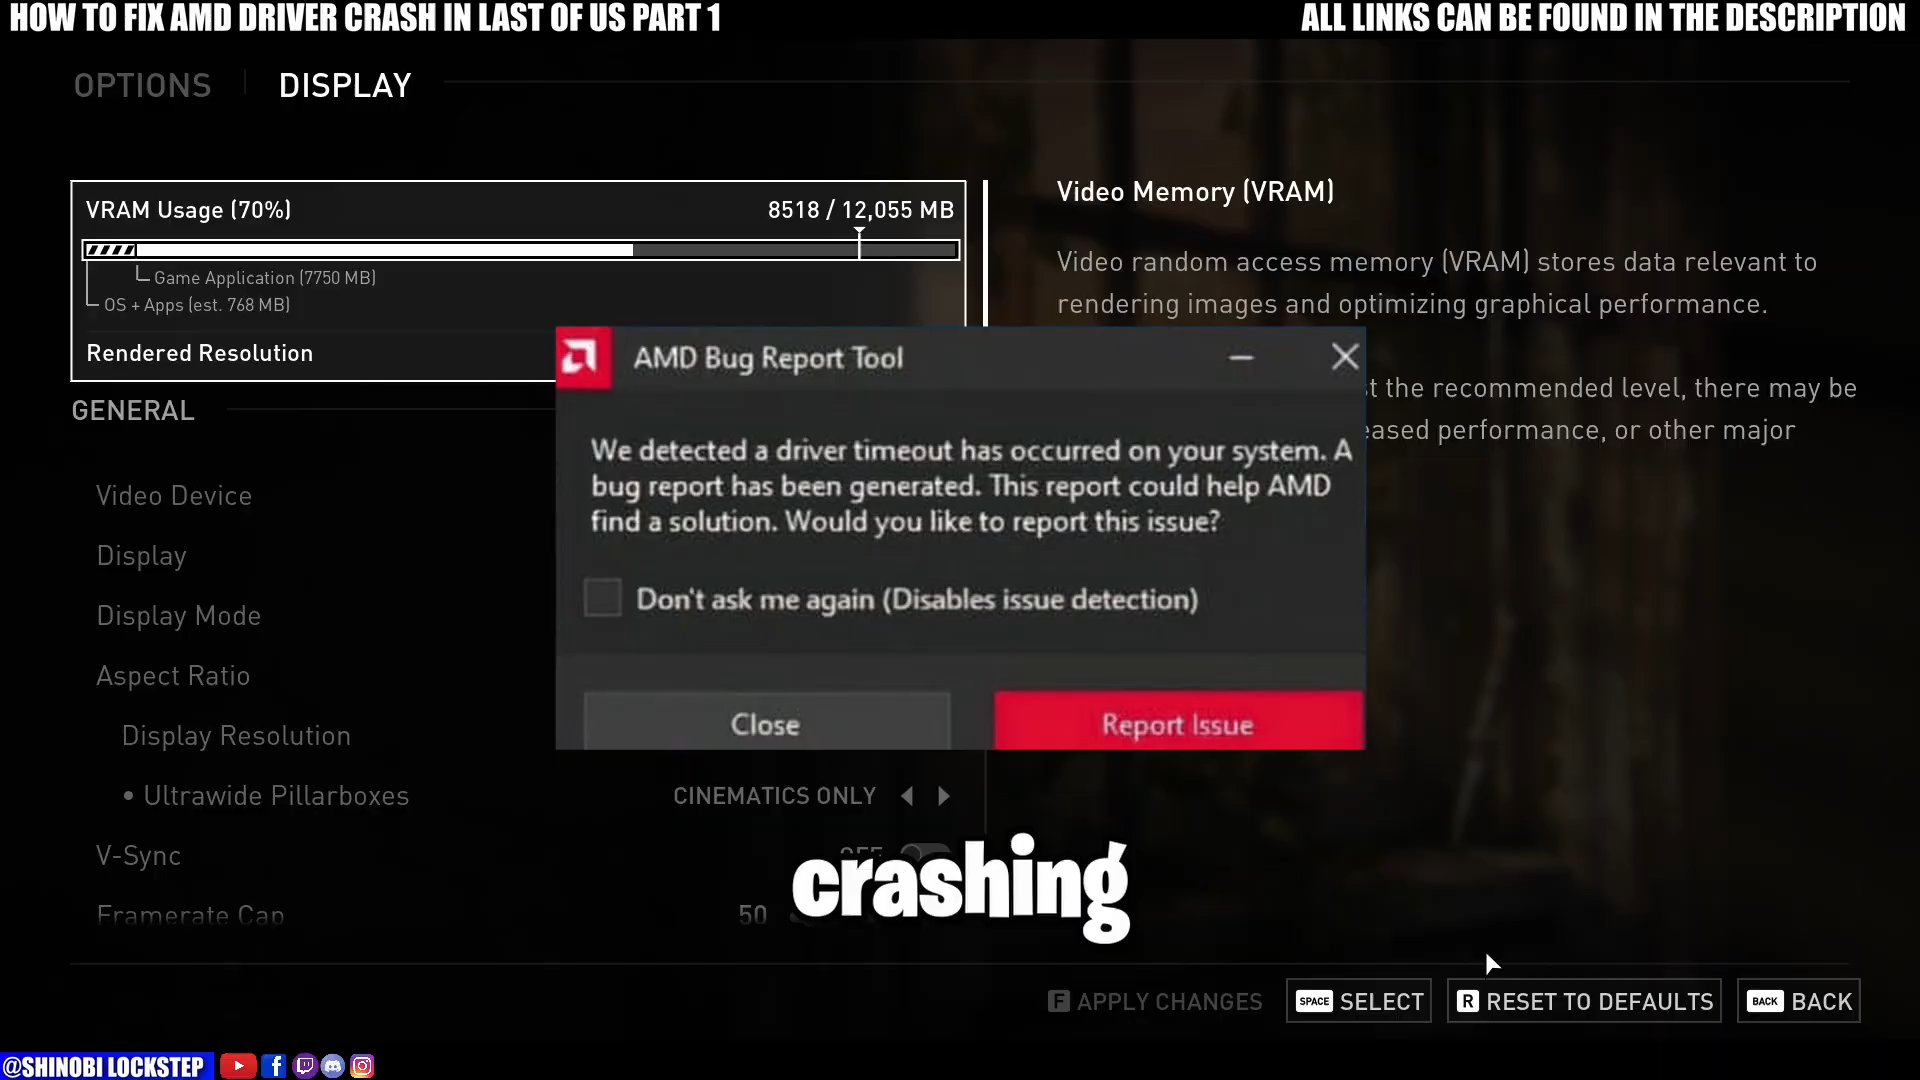 HOW TO FIX AMD DRIVER CRASH IN LAST OF US PART 1
ALL LINKS CAN BE FOUND IN THE DESCRIPTION
OPTIONS
DISPLAY
VRAM Usage (70%)
8518 / 12,055 MB
Game Application (7750 MB)
OS + Apps (est. 768 MB)
Rendered Resolution
Video Memory (VRAM)
Video random access memory (VRAM) stores data relevant to
rendering images and optimizing graphical performance.
the recommended level, there may be
performance, or other major
AMD Bug Report Tool
We detected a driver timeout has occurred on your system. A
bug report has been generated. This report could help AMD
find a solution. Would you like to report this issue?
Don't ask me again (Disables issue detection)
Close
Report Issue
GENERAL
Video Device
Display
Display Mode
Aspect Ratio
Display Resolution
• Ultrawide Pillarboxes
CINEMATICS ONLY
V-Sync
OFF
Framerate Cap
50
crashing
F APPLY CHANGES
SPACE SELECT
R RESET TO DEFAULTS
BACK BACK
@SHINOBI LOCKSTEP